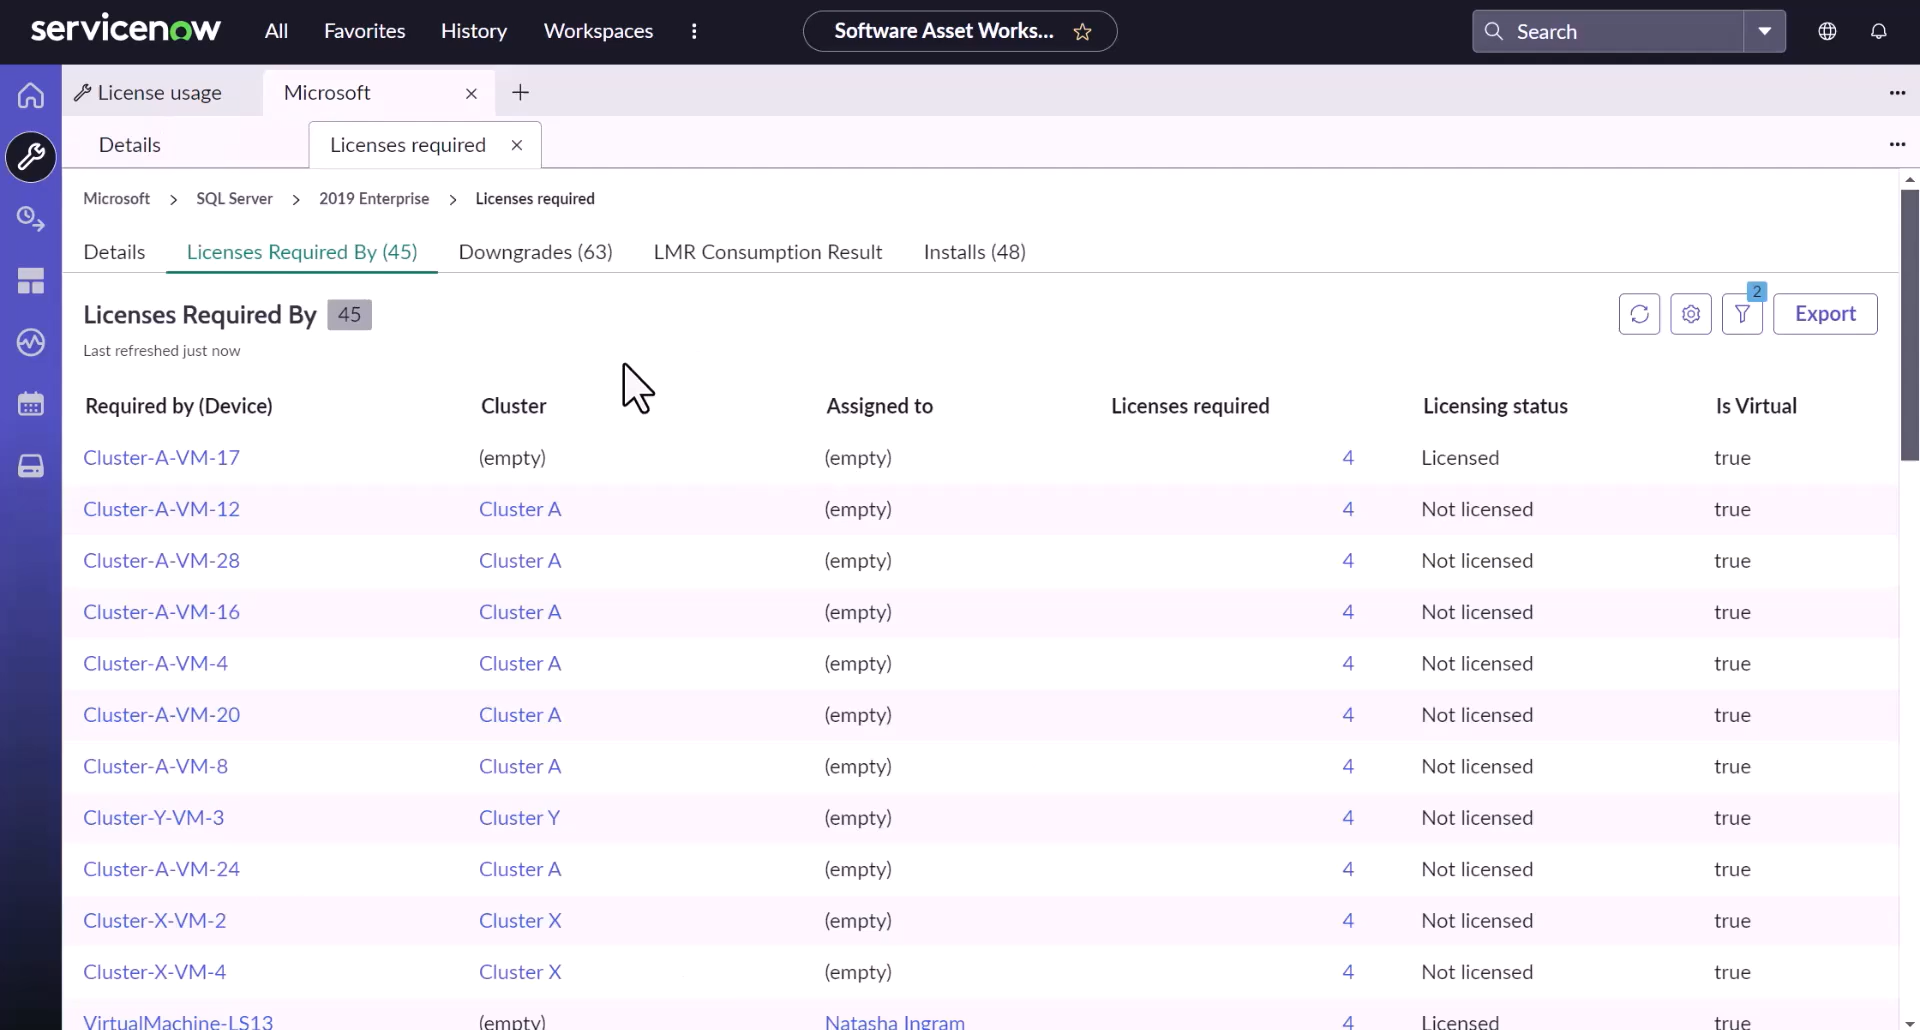 servicenow All Favorites History Workspaces Software Asset Works... Search
License usage Microsoft
Details Licenses required
Microsoft > SQL Server > 2019 Enterprise > Licenses required
Details Licenses Required By (45) Downgrades (63) LMR Consumption Result Installs (48)
Licenses Required By 45 2 Export
Last refreshed just now
Required by (Device) Cluster Assigned to Licenses required Licensing status Is Virtual
Cluster-A-VM-17 (empty) (empty) 4 Licensed true
Cluster-A-VM-12 Cluster A (empty) 4 Not licensed true
Cluster-A-VM-28 Cluster A (empty) 4 Not licensed true
Cluster-A-VM-16 Cluster A (empty) 4 Not licensed true
Cluster-A-VM-4 Cluster A (empty) 4 Not licensed true
Cluster-A-VM-20 Cluster A (empty) 4 Not licensed true
Cluster-A-VM-8 Cluster A (empty) 4 Not licensed true
Cluster-Y-VM-3 Cluster Y (empty) 4 Not licensed true
Cluster-A-VM-24 Cluster A (empty) 4 Not licensed true
Cluster-X-VM-2 Cluster X (empty) 4 Not licensed true
Cluster-X-VM-4 Cluster X (empty) 4 Not licensed true
VirtualMachine-LS13 (empty) Natasha Ingram 4 Licensed true